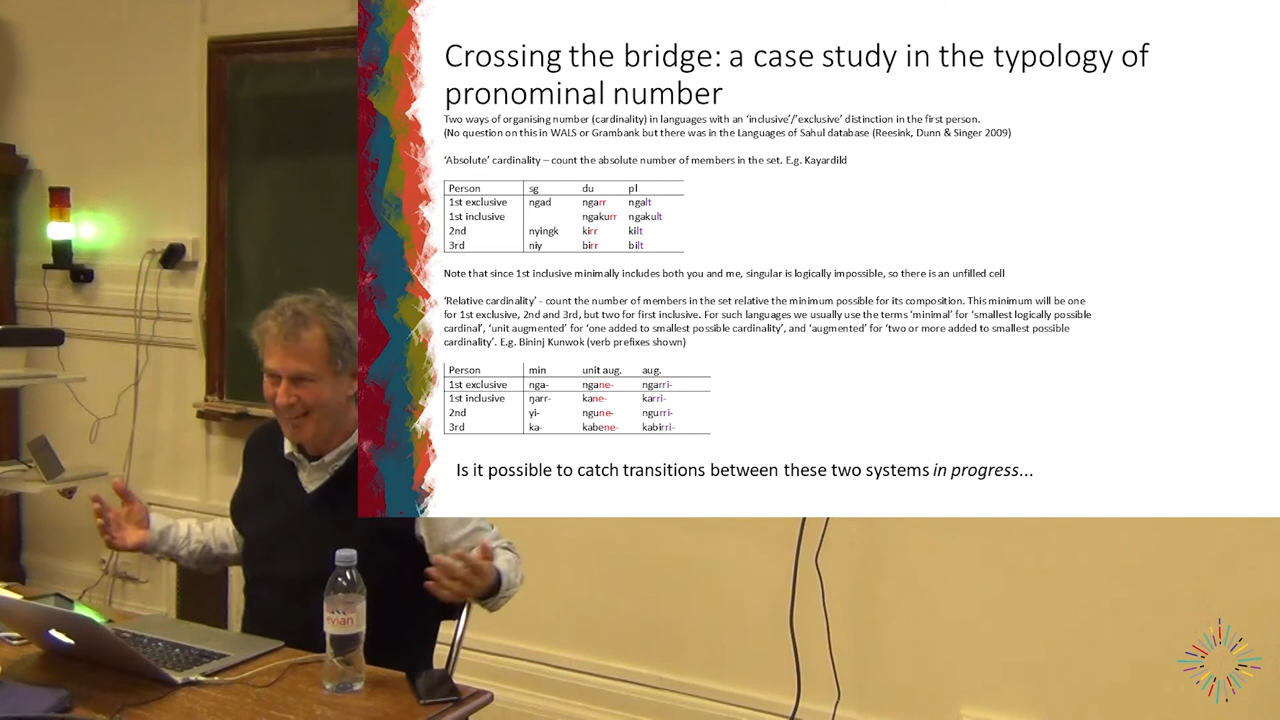 Crossing the bridge: a case study in the typology of
pronominal number
Two ways of organising number (cardinality) in languages with an 'inclusive'/'exclusive' distinction in the first person.
(No question on this in WALS or Grambank but there was in the Languages of Sahul database (Reesink, Dunn & Singer 2009)
'Absolute' cardinality – count the absolute number of members in the set. E.g. Kayardild
Person sg du pl
1st exclusive ngad ngarr ngalt
1st inclusive ngakurr ngakult
2nd nyingk kirr kilt
3rd niy birr bilt
Note that since 1st inclusive minimally includes both you and me, singular is logically impossible, so there is an unfilled cell
'Relative cardinality' - count the number of members in the set relative the minimum possible for its composition. This minimum will be one
for 1st exclusive, 2nd and 3rd, but two for first inclusive. For such languages we usually use the terms 'minimal' for 'smallest logically possible
cardinal', 'unit augmented' for 'one added to smallest possible cardinality', and 'augmented' for 'two or more added to smallest possible
cardinality'. E.g. Bininj Kunwok (verb prefixes shown)
Person min unit aug. aug.
1st exclusive nga- ngane- ngarri-
1st inclusive ŋarr- kane- karri-
2nd yi- ngune- ngurri-
3rd ka- kabene- kabirri-
Is it possible to catch transitions between these two systems in progress...
evian